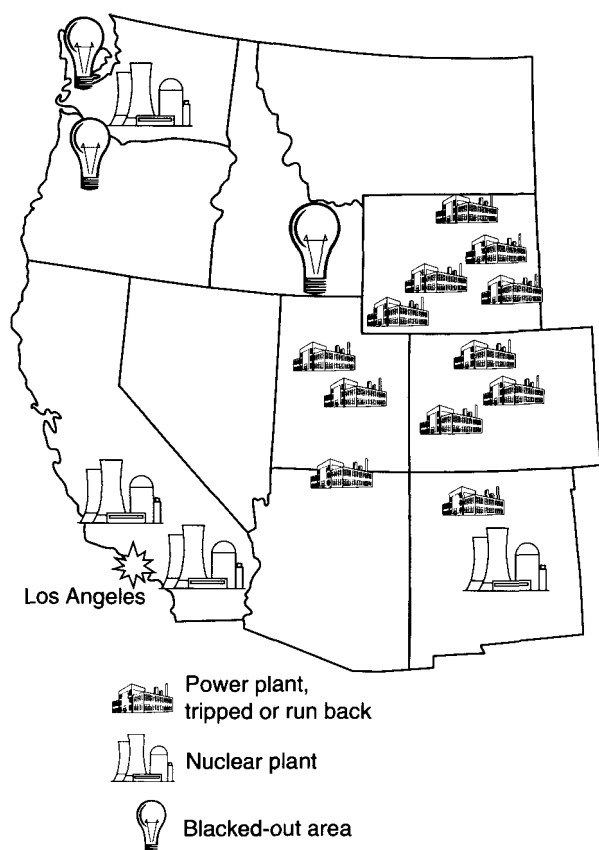 Los Angeles
Power plant,
tripped or run back
Nuclear plant
Blacked-out area